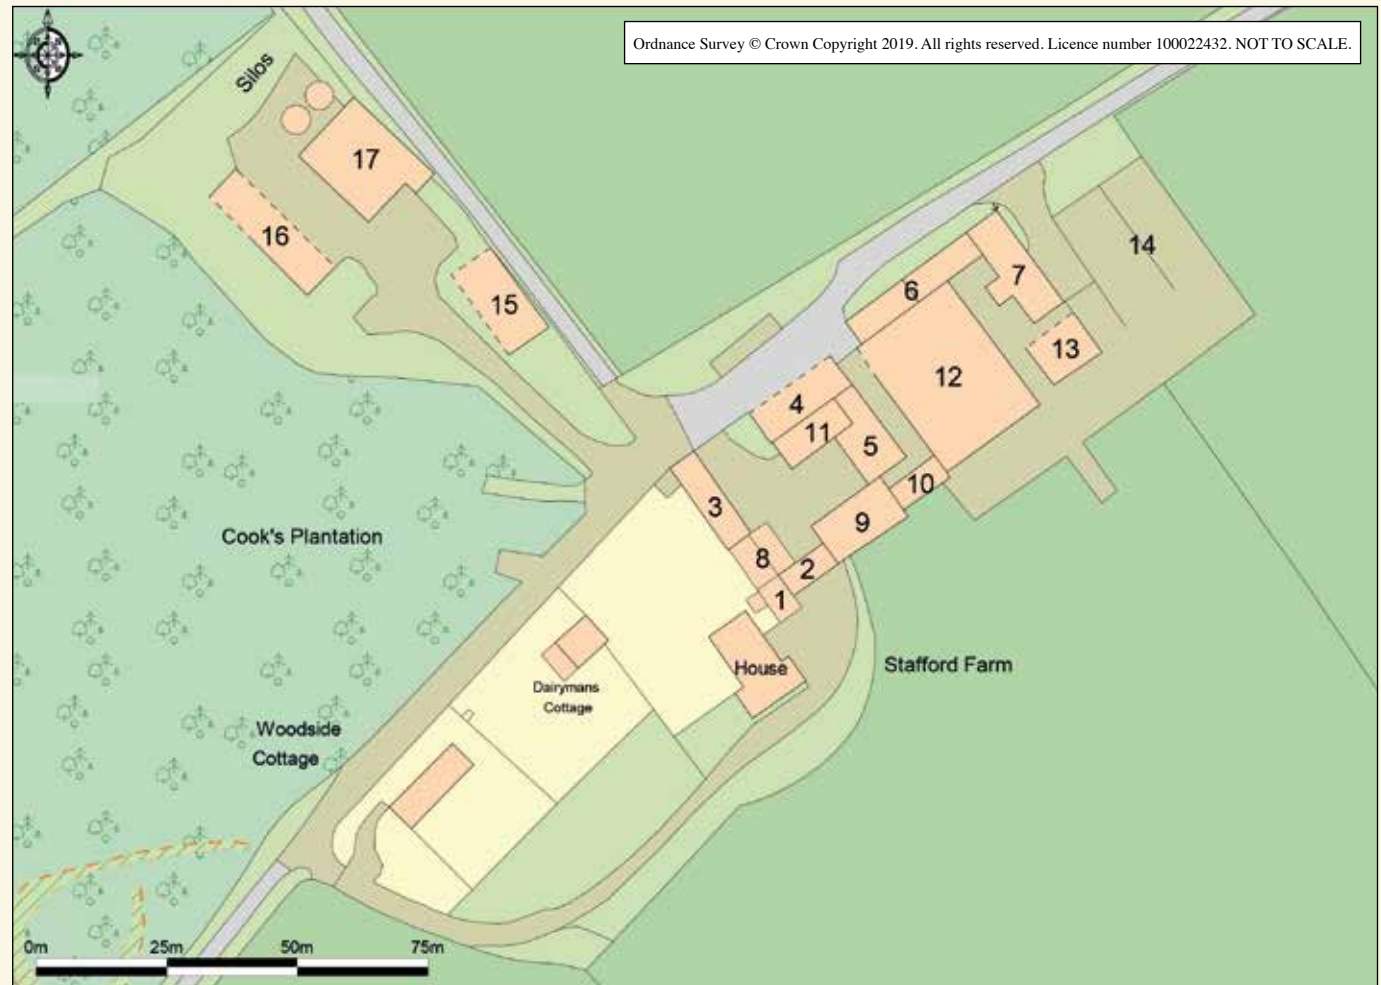 Ordnance Survey © Crown Copyright 2019. All rights reserved. Licence number 100022432. NOT TO SCALE.
Silos
17
16
15
14
7
6
13
12
4
11
5
10
3
9
8
2
1
Cook's Plantation
House
Stafford Farm
Dairymans
Cottage
Woodside
Cottage
0m 25m 50m 75m